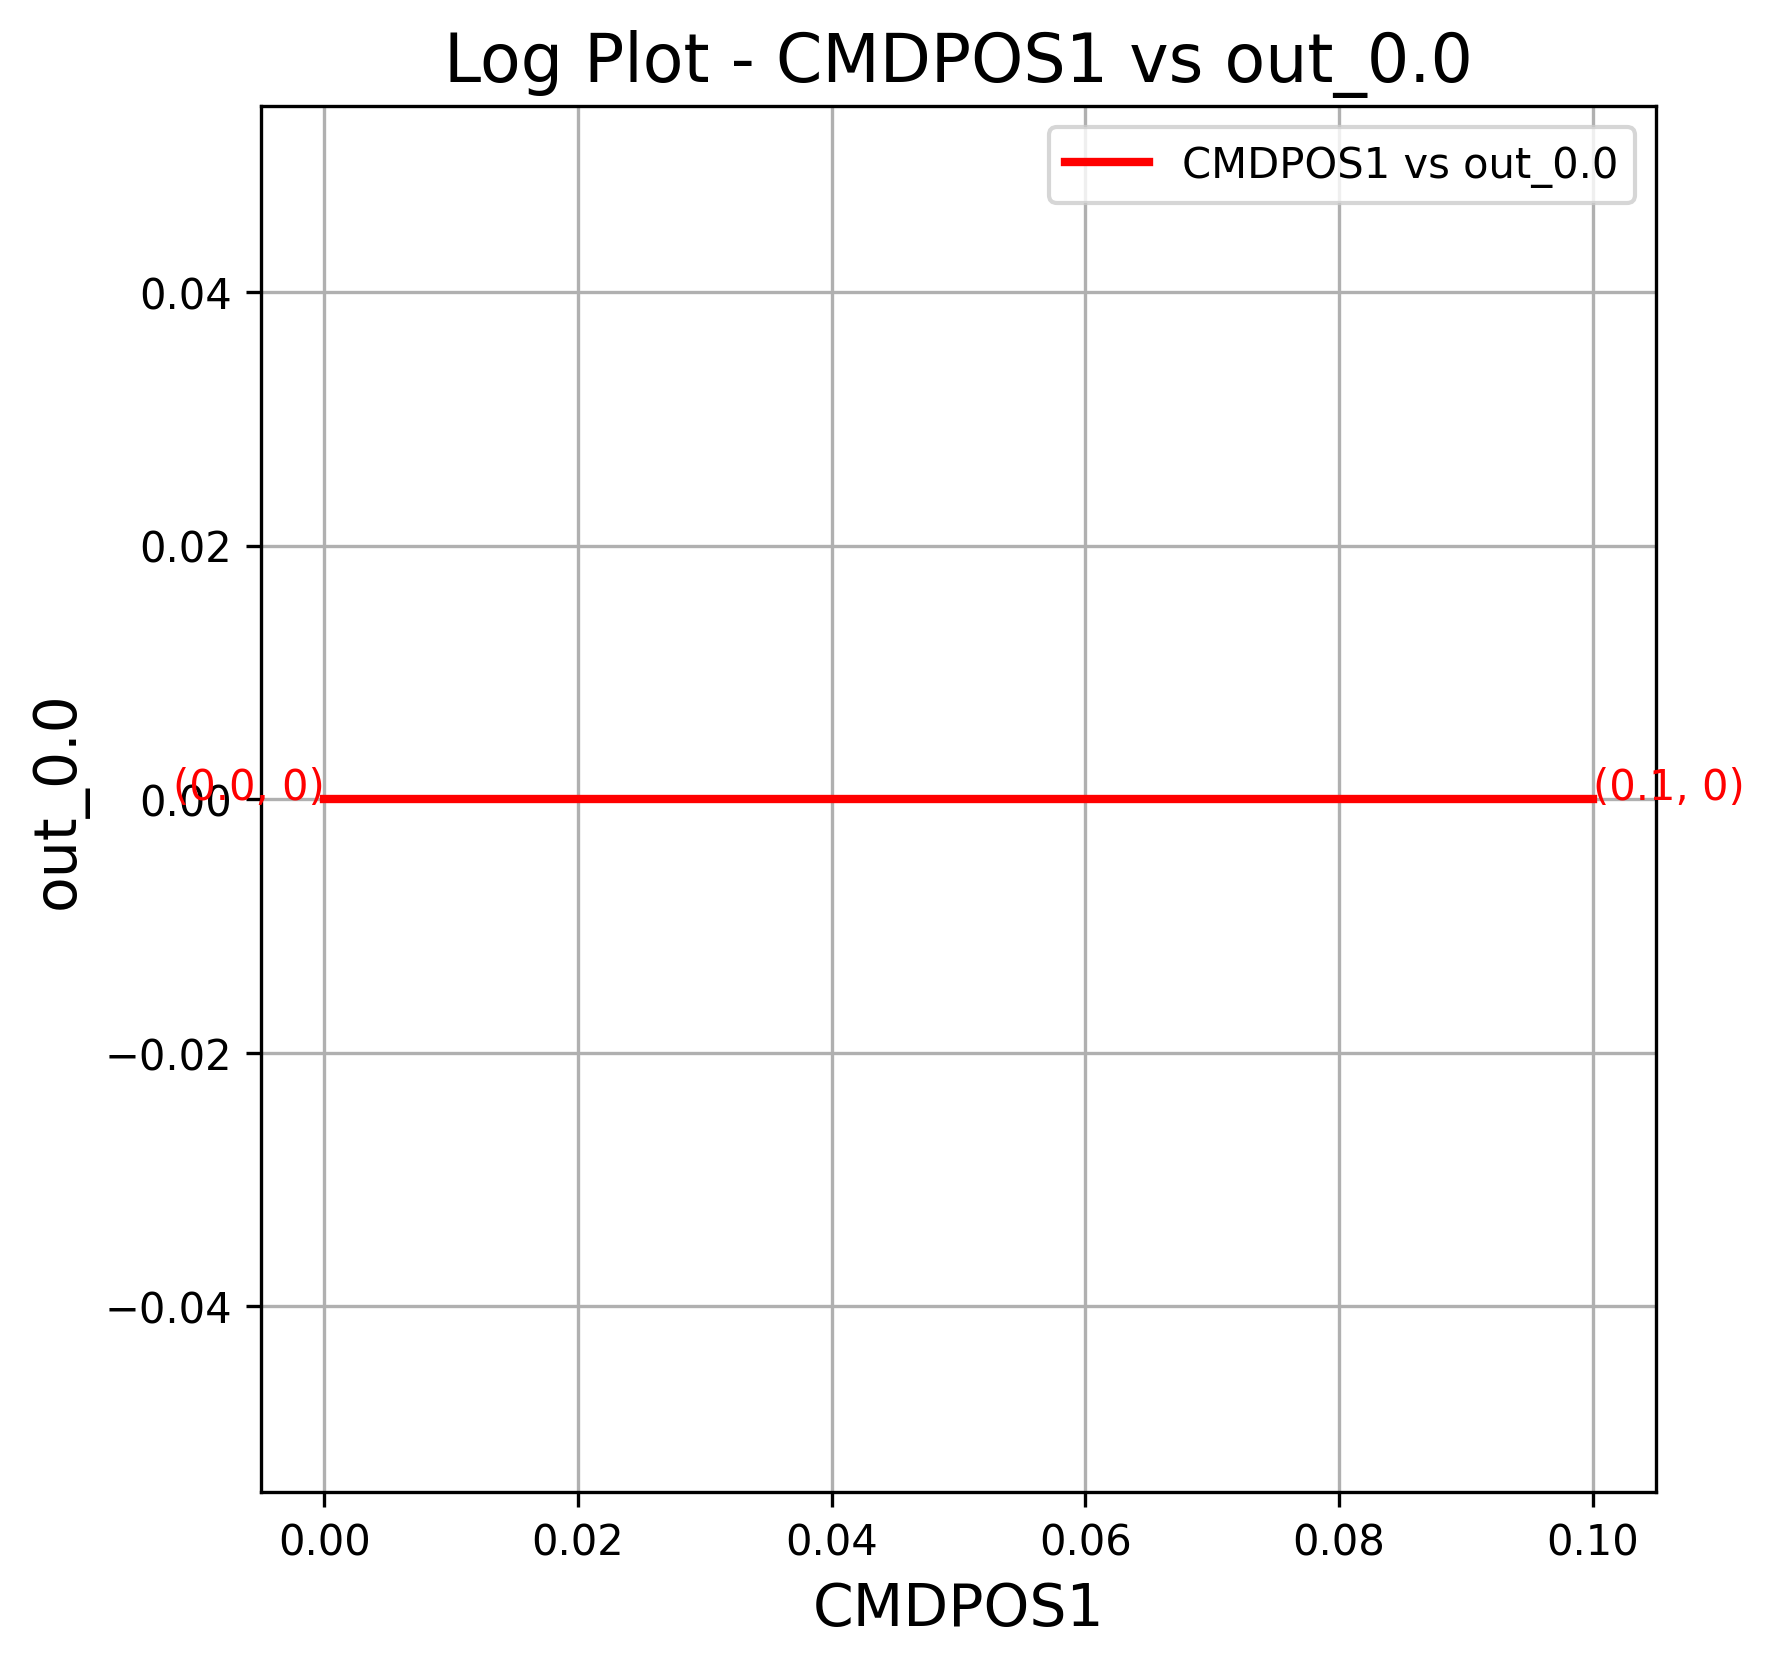 Log Plot - CMDPOS1 vs out_0.0
CMDPOS1 vs out_0.0
0.04
0.02
(0.0, 0)
0.00
(0.1, 0)
−0.02
−0.04
out_0.0
0.00 0.02 0.04 0.06 0.08 0.10
CMDPOS1